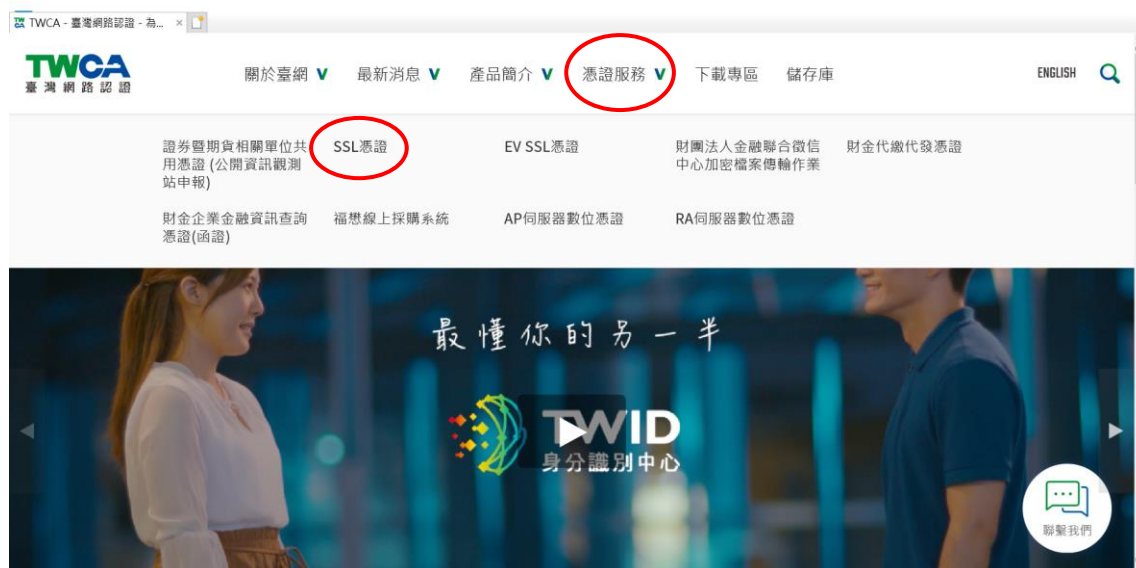 TWCA - 臺灣網路認證 - 為...
TWCA
臺灣網路認證
關於臺網 最新消息 產品簡介 憑證服務 下載專區 儲存庫 ENGLISH
證券暨期貨相關單位共
用憑證 (公開資訊觀測
站申報)
SSL憑證
EV SSL憑證
財團法人金融聯合徵信
中心加密檔案傳輸作業
財金代繳代發憑證
財金企業金融資訊查詢
憑證(函證)
福懋線上採購系統
AP伺服器數位憑證
RA伺服器數位憑證
最懂你的另一半
TWID
身分識別中心
聯繫我們